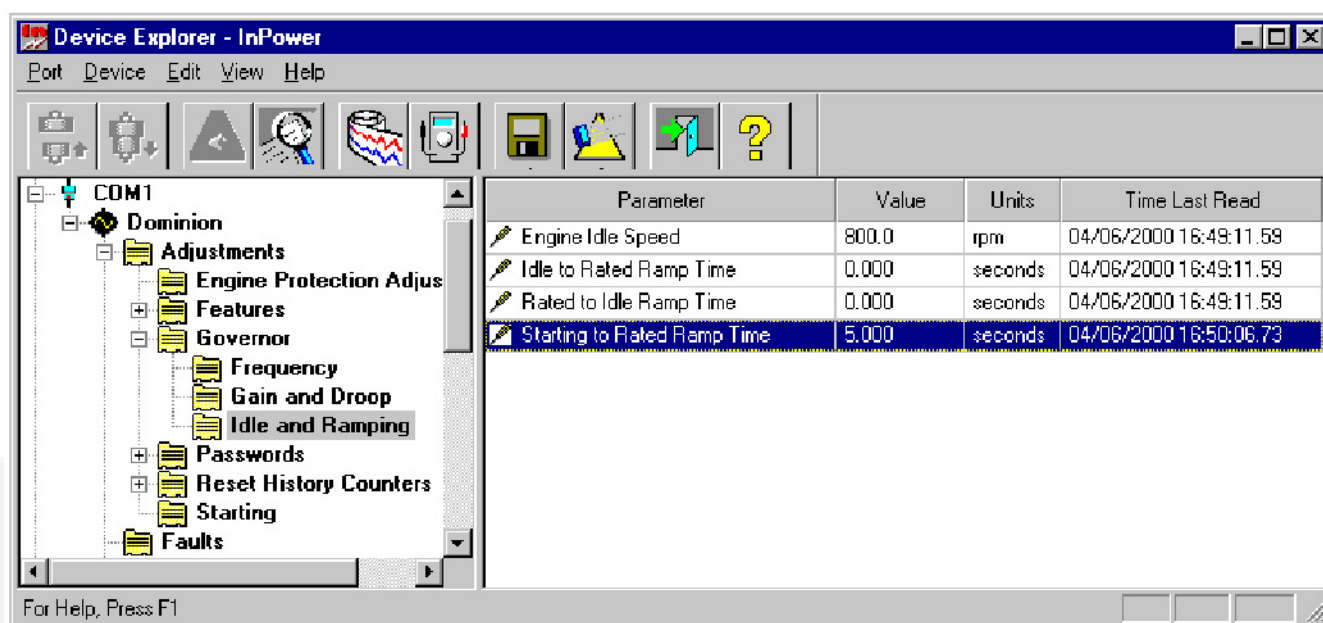 Device Explorer - InPower
Port Device Edit View Help
COM1
Dominion
Adjustments
Engine Protection Adjus
Features
Governor
Frequency
Gain and Droop
Idle and Ramping
Passwords
Reset History Counters
Starting
Faults
Parameter Value Units Time Last Read
Engine Idle Speed 800.0 rpm 04/06/2000 16:49:11.59
Idle to Rated Ramp Time 0.000 seconds 04/06/2000 16:49:11.59
Rated to Idle Ramp Time 0.000 seconds 04/06/2000 16:49:11.59
Starting to Rated Ramp Time 5.000 seconds 04/06/2000 16:50:06.73
For Help, Press F1